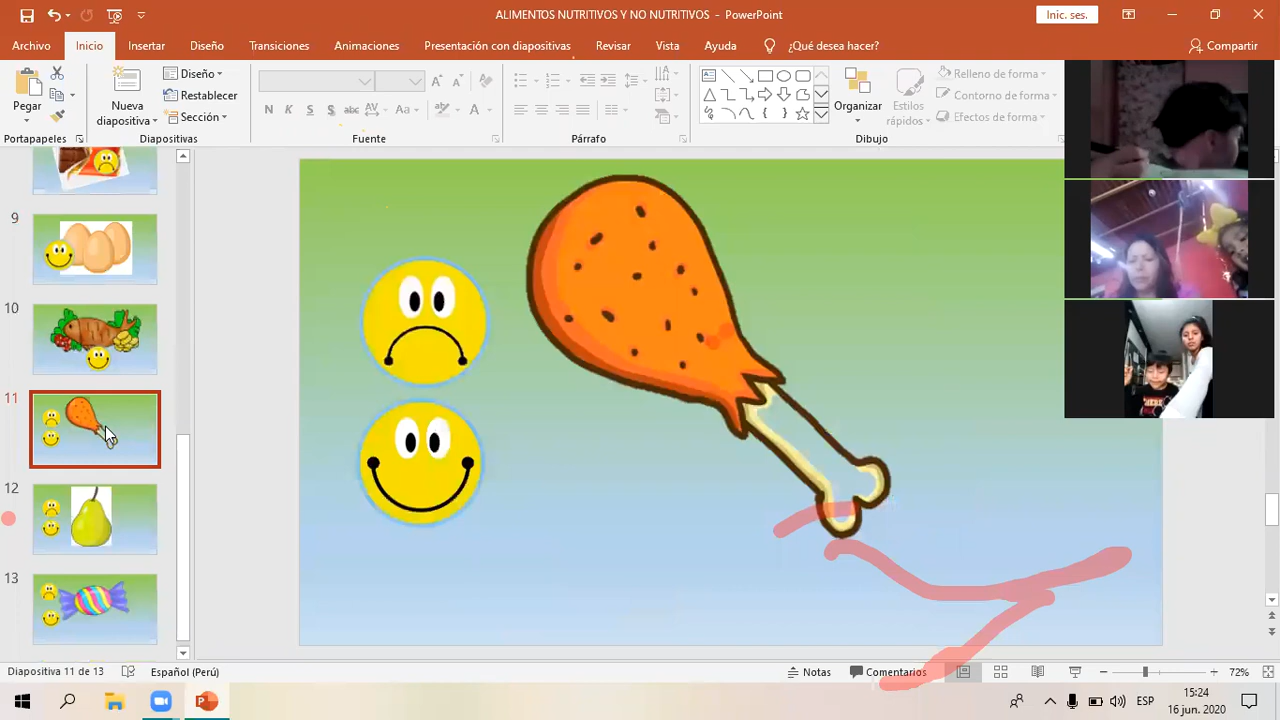 ALIMENTOS NUTRITIVOS Y NO NUTRITIVOS - PowerPoint
Inic. ses.
Archivo Inicio Insertar Diseño Transiciones Animaciones Presentación con diapositivas Revisar Vista Ayuda ¿Qué desea hacer? Compartir
Pegar
Nueva diapositiva
Diseño
Restablecer
Sección
N K S S abc AV Aa A
Organizar
Estilos rápidos
Relleno de forma
Contorno de forma
Efectos de forma
Portapapeles Diapositivas Fuente Párrafo Dibujo
9
10
11
12
13
Diapositiva 11 de 13 Español (Perú) Notas Comentarios 72%
ESP
15:24
16 jun. 2020